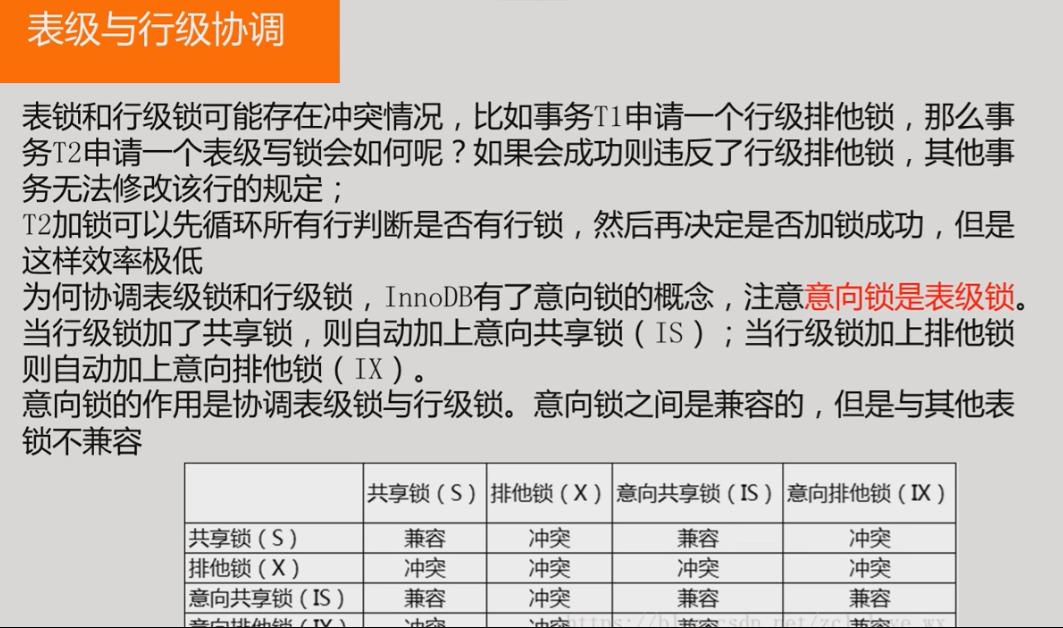 表级与行级协调
表锁和行级锁可能存在冲突情况，比如事务T1申请一个行级排他锁，那么事
务T2申请一个表级写锁会如何呢？如果会成功则违反了行级排他锁，其他事
务无法修改该行的规定；
T2加锁可以先循环所有行判断是否有行锁，然后再决定是否加锁成功，但是
这样效率极低
为何协调表级锁和行级锁，InnoDB有了意向锁的概念，注意意向锁是表级锁。
当行级锁加了共享锁，则自动加上意向共享锁（IS）；当行级锁加上排他锁
则自动加上意向排他锁（IX）。
意向锁的作用是协调表级锁与行级锁。意向锁之间是兼容的，但是与其他表
锁不兼容
共享锁（S） 排他锁（X） 意向共享锁（IS） 意向排他锁（IX）
共享锁（S） 兼容 冲突 兼容 冲突
排他锁（X） 冲突 冲突 冲突 冲突
意向共享锁（IS） 兼容 冲突 兼容 兼容
意向排他锁（IX） 冲突 冲突 兼容 兼容